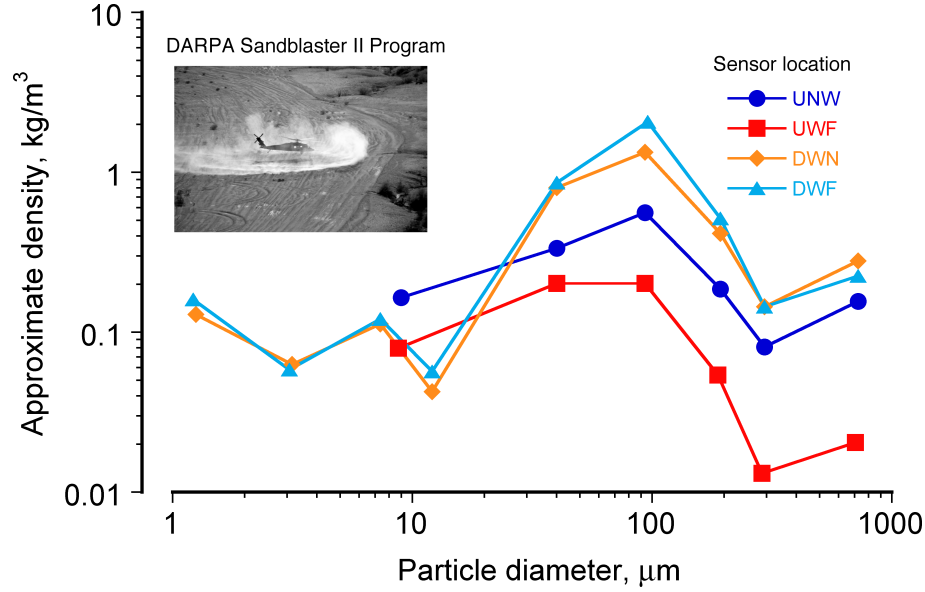 DARPA Sandblaster II Program
Sensor location
UNW
UWF
DWN
DWF
Approximate density, kg/m³
10
1
0.1
0.01
1
10
100
1000
Particle diameter, μm